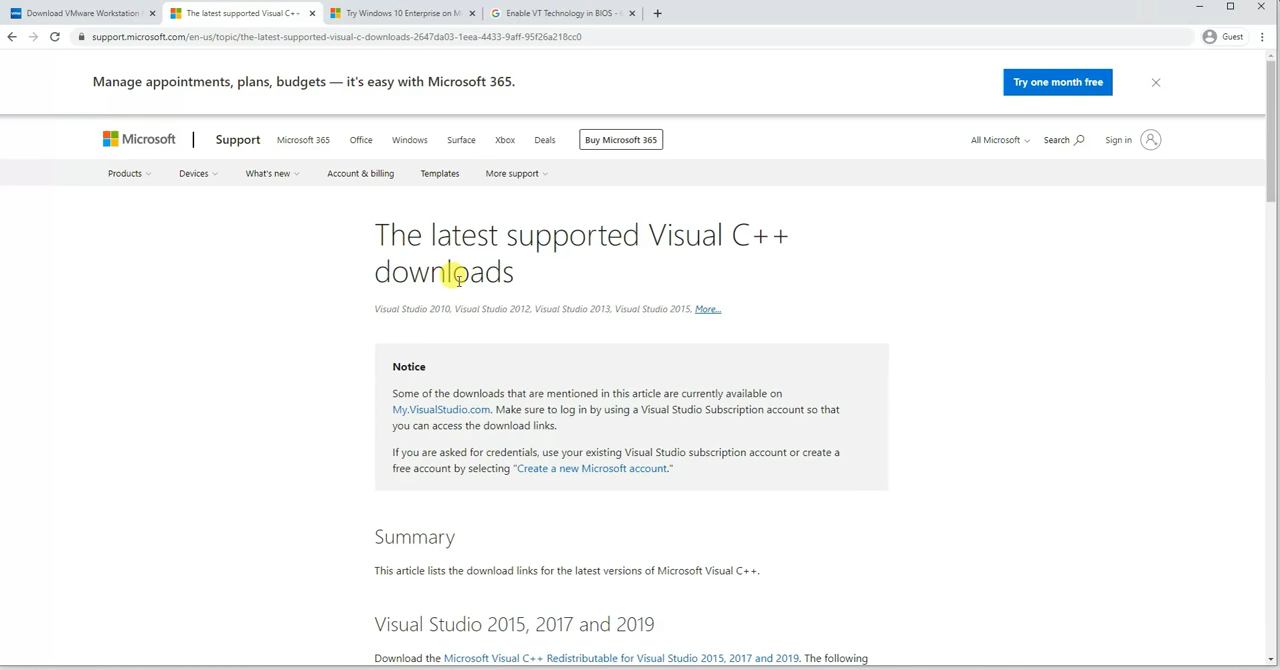 Download VMware Workstation
The latest supported Visual C++
Try Windows 10 Enterprise on M
Enable VT Technology in BIOS -
support.microsoft.com/en-us/topic/the-latest-supported-visual-c-downloads-2647da03-1eea-4433-9aff-95f26a218cc0
Guest
Manage appointments, plans, budgets — it's easy with Microsoft 365.
Try one month free
Microsoft
Support
Microsoft 365
Office
Windows
Surface
Xbox
Deals
Buy Microsoft 365
All Microsoft
Search
Sign in
Products
Devices
What's new
Account & billing
Templates
More support
The latest supported Visual C++
downloads
Visual Studio 2010, Visual Studio 2012, Visual Studio 2013, Visual Studio 2015, More...
Notice
Some of the downloads that are mentioned in this article are currently available on
My.VisualStudio.com. Make sure to log in by using a Visual Studio Subscription account so that
you can access the download links.
If you are asked for credentials, use your existing Visual Studio subscription account or create a
free account by selecting "Create a new Microsoft account."
Summary
This article lists the download links for the latest versions of Microsoft Visual C++.
Visual Studio 2015, 2017 and 2019
Download the Microsoft Visual C++ Redistributable for Visual Studio 2015, 2017 and 2019. The following